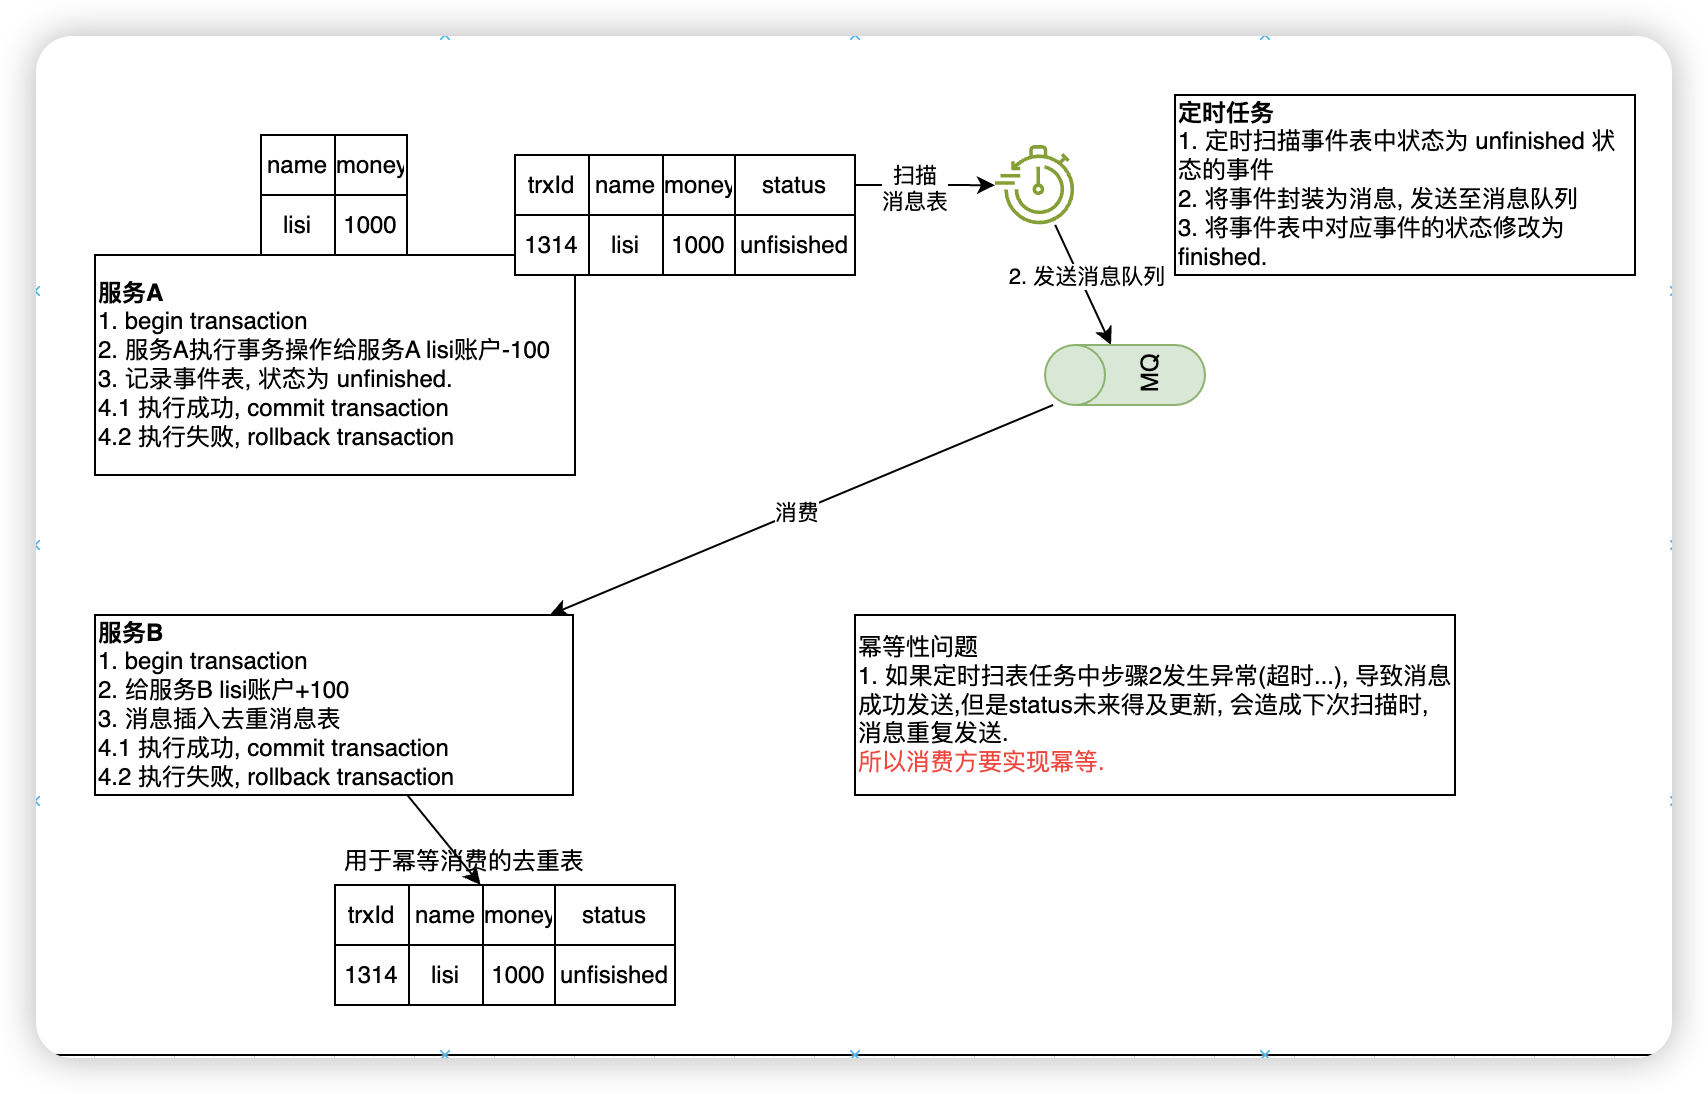 name money
lisi 1000
trxId name money status
1314 lisi 1000 unfisished
扫描
消息表
定时任务
1. 定时扫描事件表中状态为 unfinished 状
态的事件
2. 将事件封装为消息, 发送至消息队列
3. 将事件表中对应事件的状态修改为
finished.
2. 发送消息队列
MQ
服务A
1. begin transaction
2. 服务A执行事务操作给服务A lisi账户-100
3. 记录事件表, 状态为 unfinished.
4.1 执行成功, commit transaction
4.2 执行失败, rollback transaction
消费
服务B
1. begin transaction
2. 给服务B lisi账户+100
3. 消息插入去重消息表
4.1 执行成功, commit transaction
4.2 执行失败, rollback transaction
幂等性问题
1. 如果定时扫表任务中步骤2发生异常(超时...), 导致消息
成功发送,但是status未来得及更新, 会造成下次扫描时,
消息重复发送.
所以消费方要实现幂等.
用于幂等消费的去重表
trxId name money status
1314 lisi 1000 unfisished